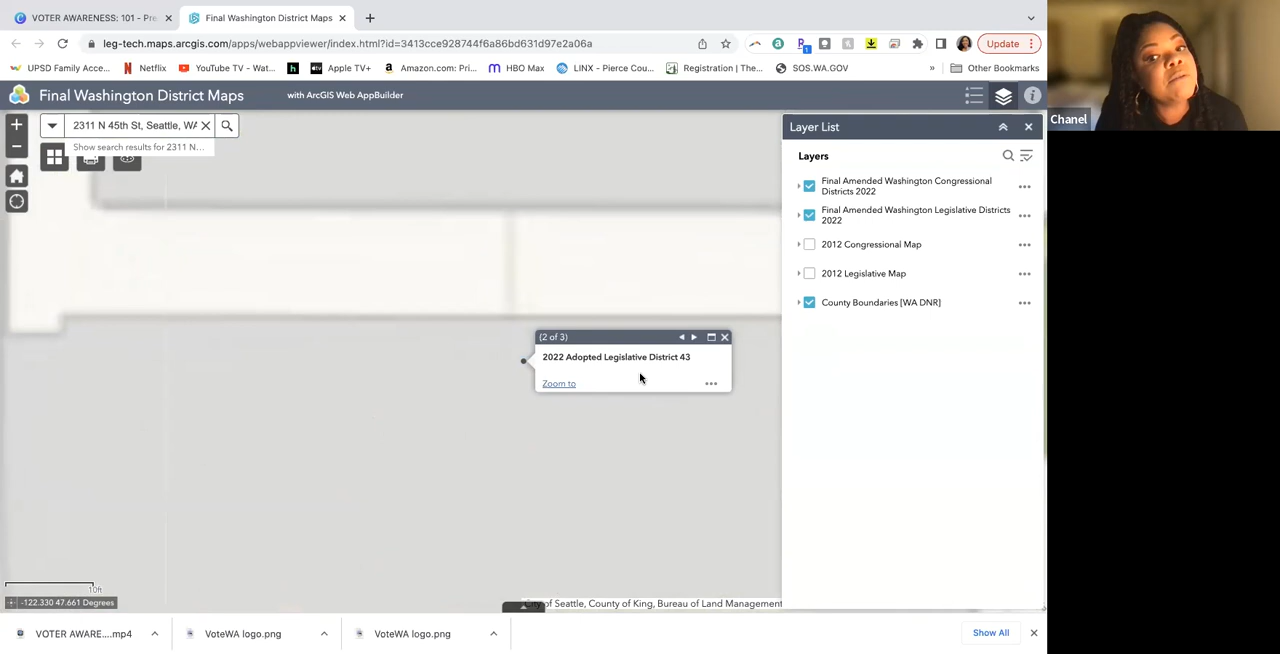 VOTER AWARENESS: 101 - Pre
Final Washington District Maps
leg-tech.maps.arcgis.com/apps/webappviewer/index.html?id=3413cce928744f6a86bd631d97e2a06a
Update
UPSD Family Acce...
Netflix
YouTube TV - Wat...
Apple TV+
Amazon.com: Pri...
HBO Max
LINX - Pierce Cou...
Registration | The...
SOS.WA.GOV
»
Other Bookmarks
Final Washington District Maps
with ArcGIS Web AppBuilder
2311 N 45th St, Seattle, WA
Show search results for 2311 N...
Layer List
Layers
Final Amended Washington Congressional
Districts 2022
Final Amended Washington Legislative Districts
2022
2012 Congressional Map
2012 Legislative Map
County Boundaries [WA DNR]
(2 of 3)
2022 Adopted Legislative District 43
Zoom to
10ft
-122.330 47.661 Degrees
City of Seattle, County of King, Bureau of Land Management
VOTER AWARE....mp4
VoteWA logo.png
VoteWA logo.png
Show All
Chanel